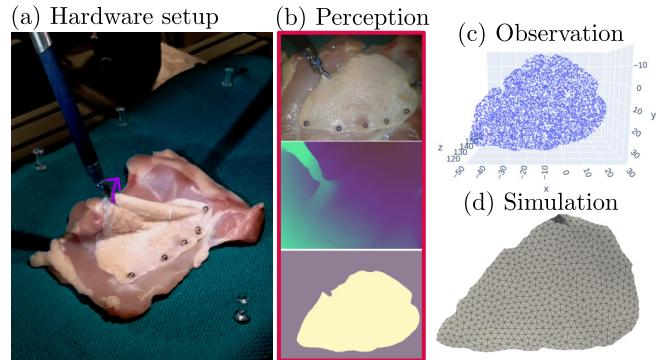 (a) Hardware setup
(b) Perception
(c) Observation
−10
0
10
20
30
y
z
140
130
120
−50
−40
−30
−20
−10
0
10
20
30
x
(d) Simulation